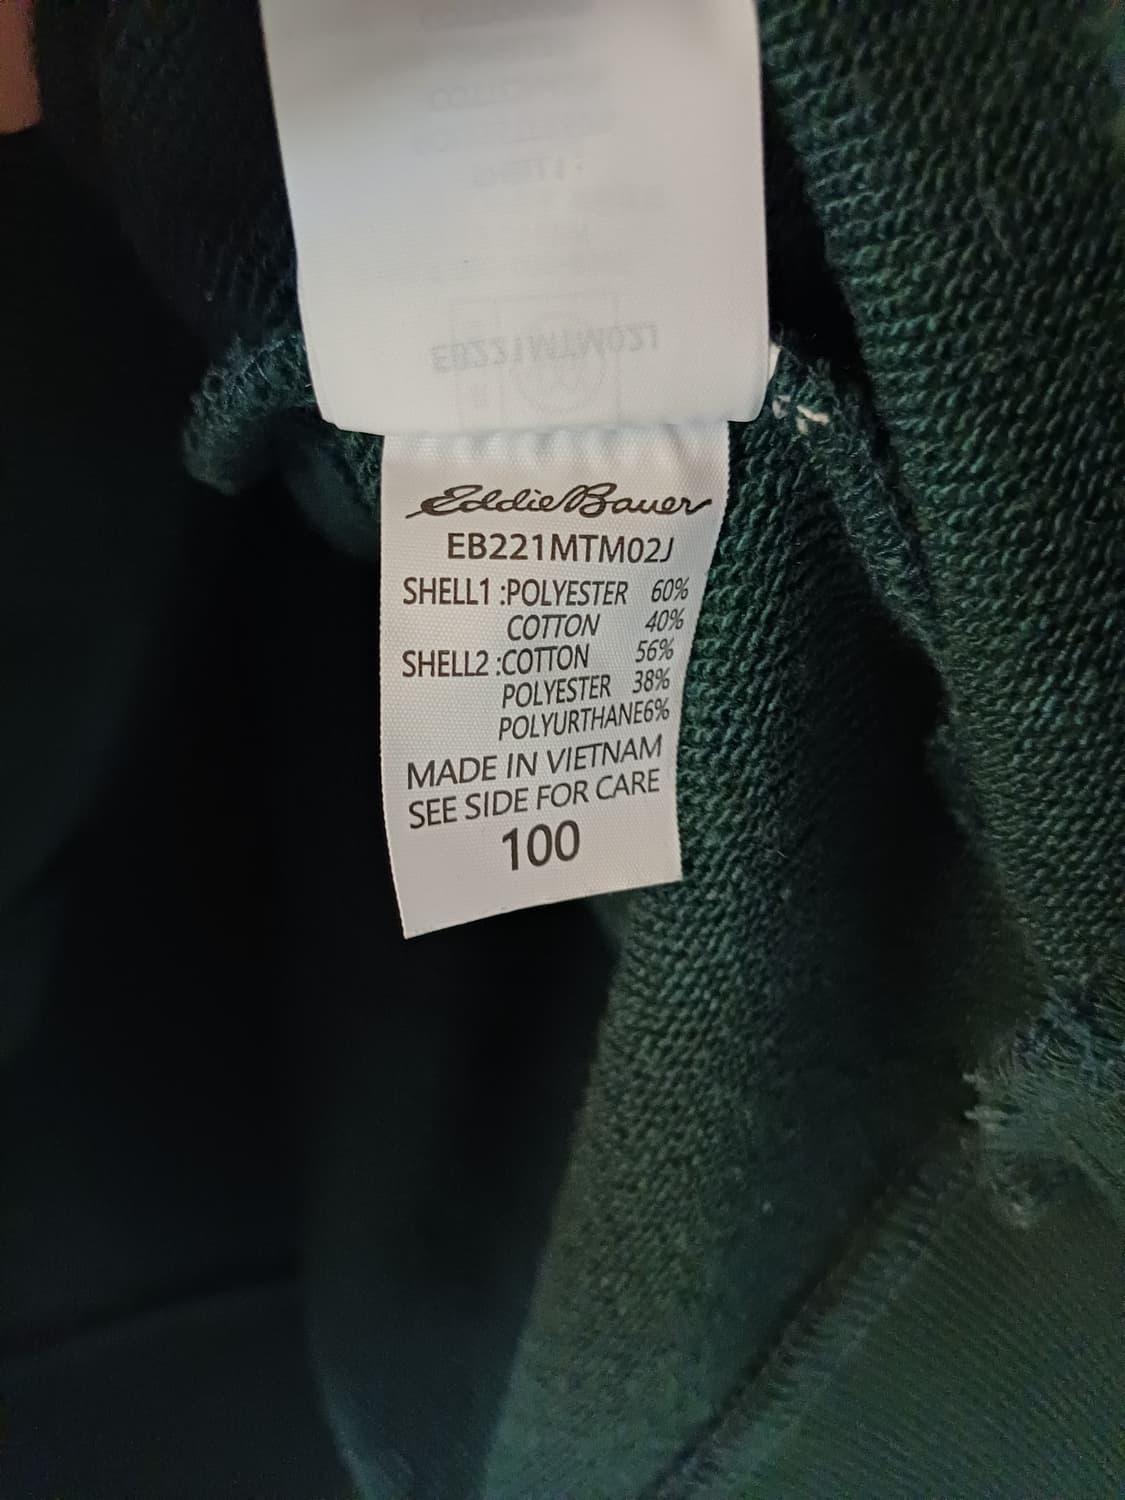 EB221MTM02J
Eddie Bauer
EB221MTM02J
SHELL1 :POLYESTER 60%
COTTON 40%
SHELL2 :COTTON 56%
POLYESTER 38%
POLYURTHANE6%
MADE IN VIETNAM
SEE SIDE FOR CARE
100